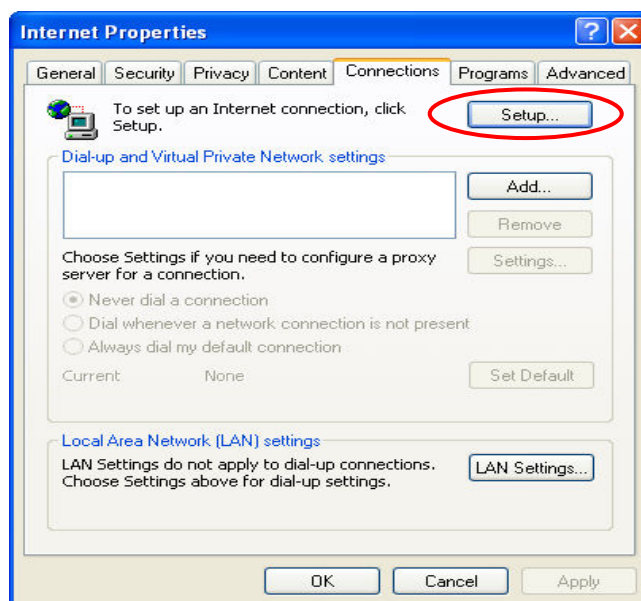 Internet Properties
General Security Privacy Content Connections Programs Advanced
To set up an Internet connection, click
Setup.
Setup...
Dial-up and Virtual Private Network settings
Add...
Remove
Choose Settings if you need to configure a proxy
server for a connection.
Settings...
Never dial a connection
Dial whenever a network connection is not present
Always dial my default connection
Current None
Set Default
Local Area Network (LAN) settings
LAN Settings do not apply to dial-up connections.
Choose Settings above for dial-up settings.
LAN Settings...
OK Cancel Apply